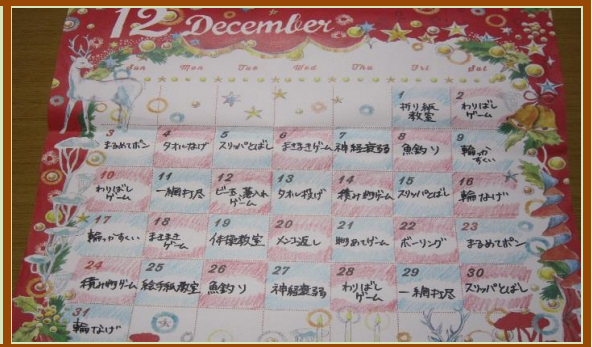 12 December
Sun Mon Tue Wed Thu Fri Sat
1 2
折り紙 わりばし
教室 ゲーム
3 4 5 6 7 8 9
まるめてポン タオルなげ スリッパとばし まきまきゲーム 神経衰弱 魚釣り 輪っか
すくい
10 11 12 13 14 15 16
わりばし 一網打尽 ビー玉落入れ タオル投げ 積み木ゲーム スリッパとばし 輪なげ
ゲーム ゲーム
17 18 19 20 21 22 23
輪っかすくい まきまき 体操教室 メンコ返し ゲーム ボーリング まるめてポン
ゲーム
24 25 26 27 28 29 30
積み木ゲーム 絵手紙教室 魚釣り 神経衰弱 わりばし 一網打尽 スリッパとばし
ゲーム
31
輪なげ